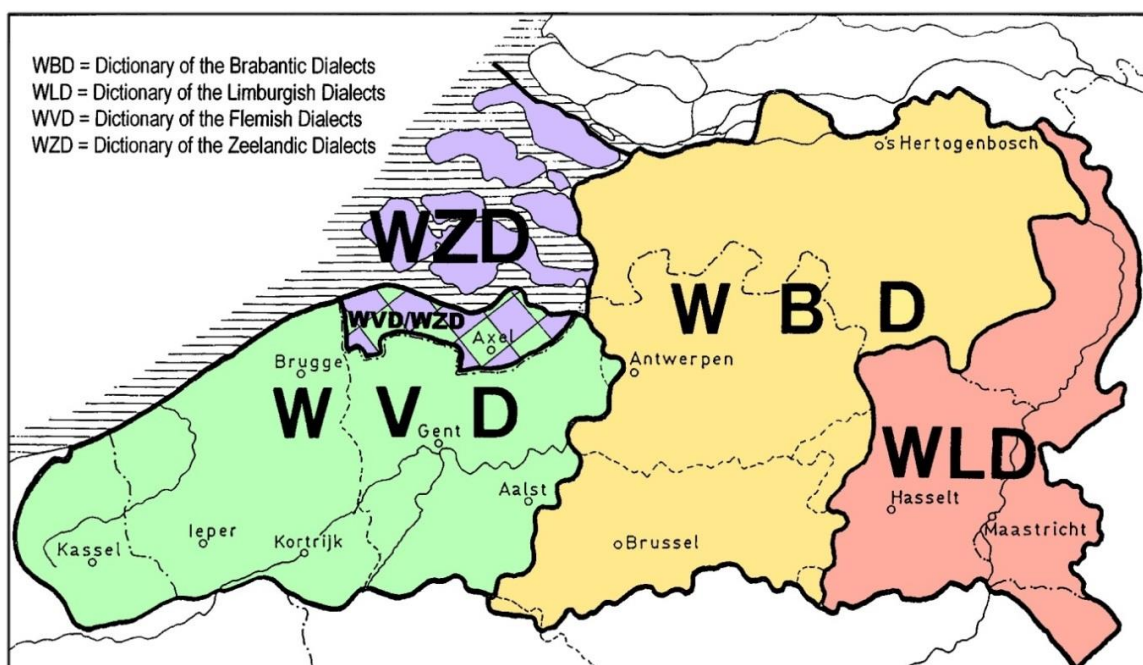 WBD = Dictionary of the Brabantic Dialects
WLD = Dictionary of the Limburgish Dialects
WVD = Dictionary of the Flemish Dialects
WZD = Dictionary of the Zeelandic Dialects
's Hertogenbosch
WZD
W B D
WVD/WZD
Axel
Brugge
Antwerpen
W V D
Gent
WLD
Aalst
Hasselt
Maastricht
Ieper
Kortrijk
Brussel
Kassel